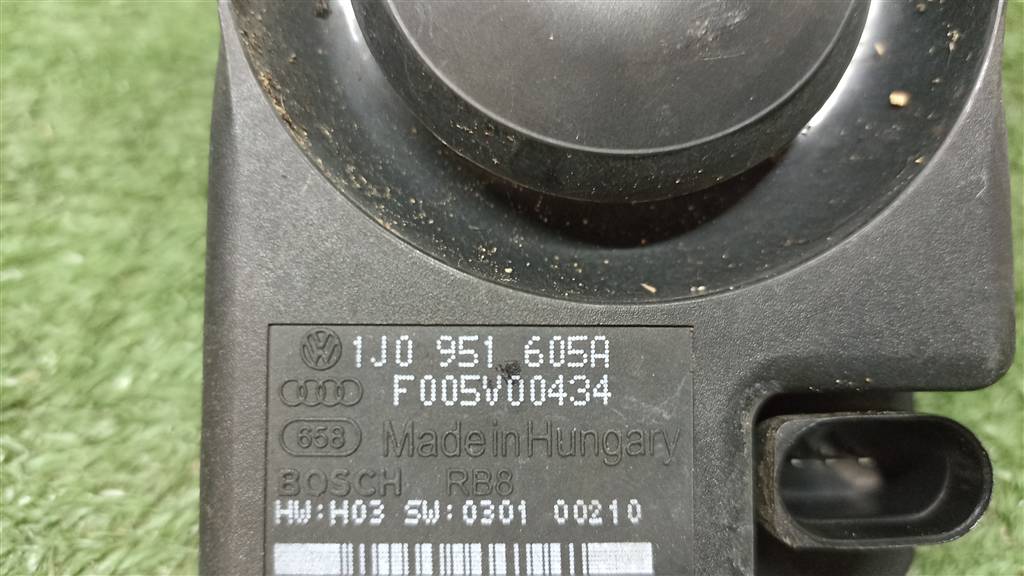 1J0 951 605A
F005V00434
658 Made in Hungary
BOSCH RB8
HW:H03 SW:0301 00210